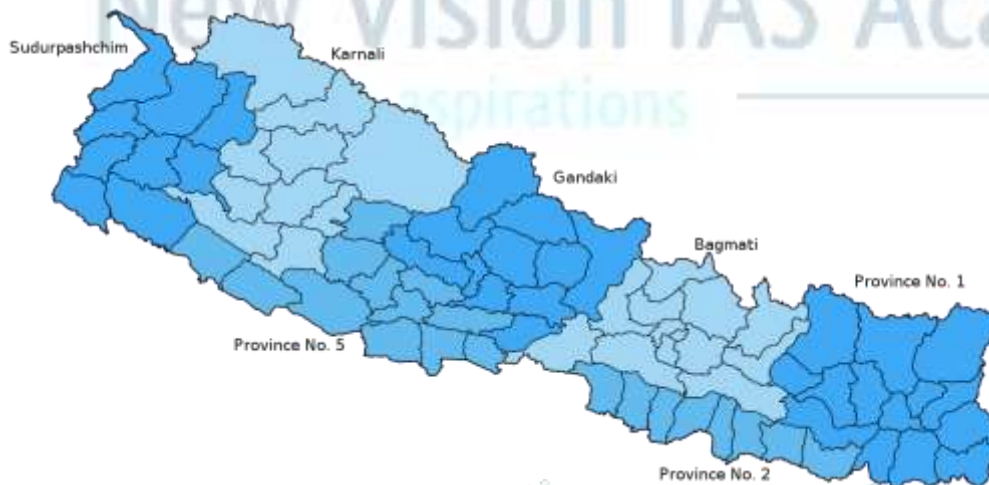 New Vision IAS Aca
aspirations
Sudurpashchim
Karnali
Gandaki
Bagmati
Province No. 1
Province No. 5
Province No. 2